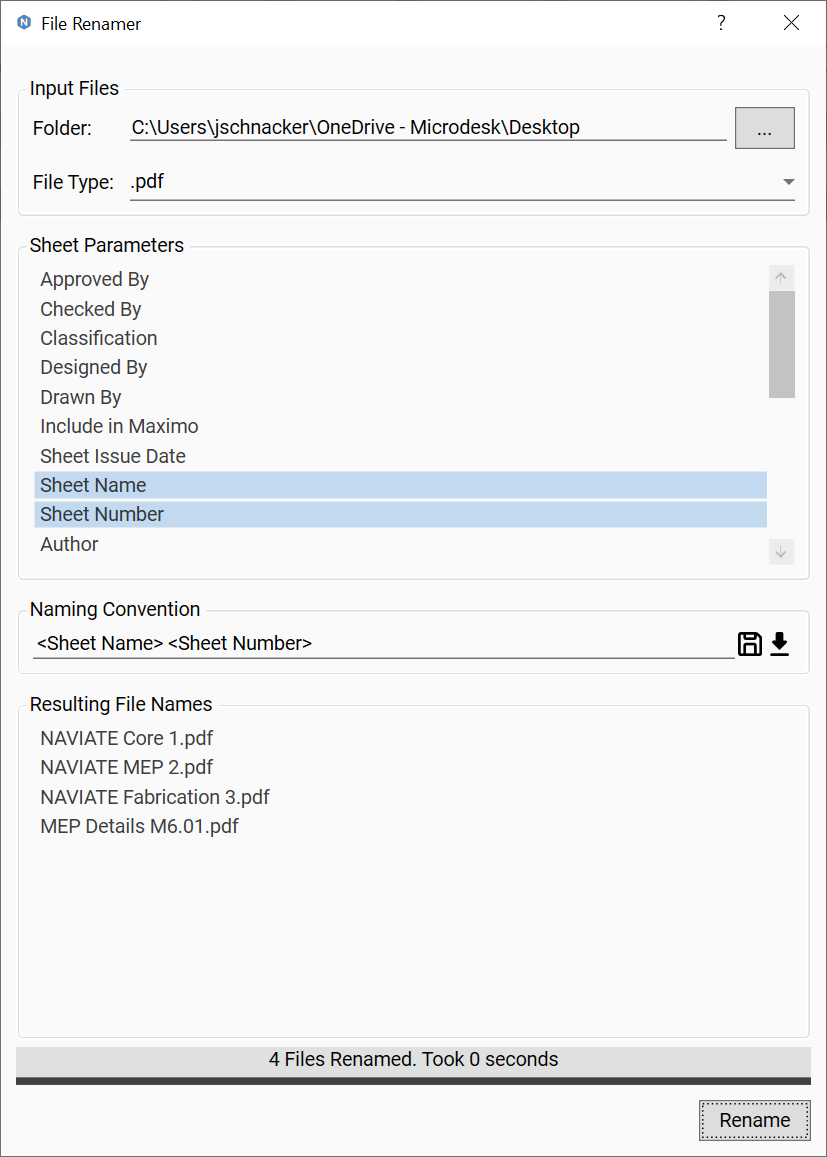 N File Renamer ?
Input Files
Folder: C:\Users\jschnacker\OneDrive - Microdesk\Desktop ...
File Type: .pdf
Sheet Parameters
Approved By
Checked By
Classification
Designed By
Drawn By
Include in Maximo
Sheet Issue Date
Sheet Name
Sheet Number
Author
Naming Convention
<Sheet Name> <Sheet Number>
Resulting File Names
NAVIATE Core 1.pdf
NAVIATE MEP 2.pdf
NAVIATE Fabrication 3.pdf
MEP Details M6.01.pdf
4 Files Renamed. Took 0 seconds
Rename